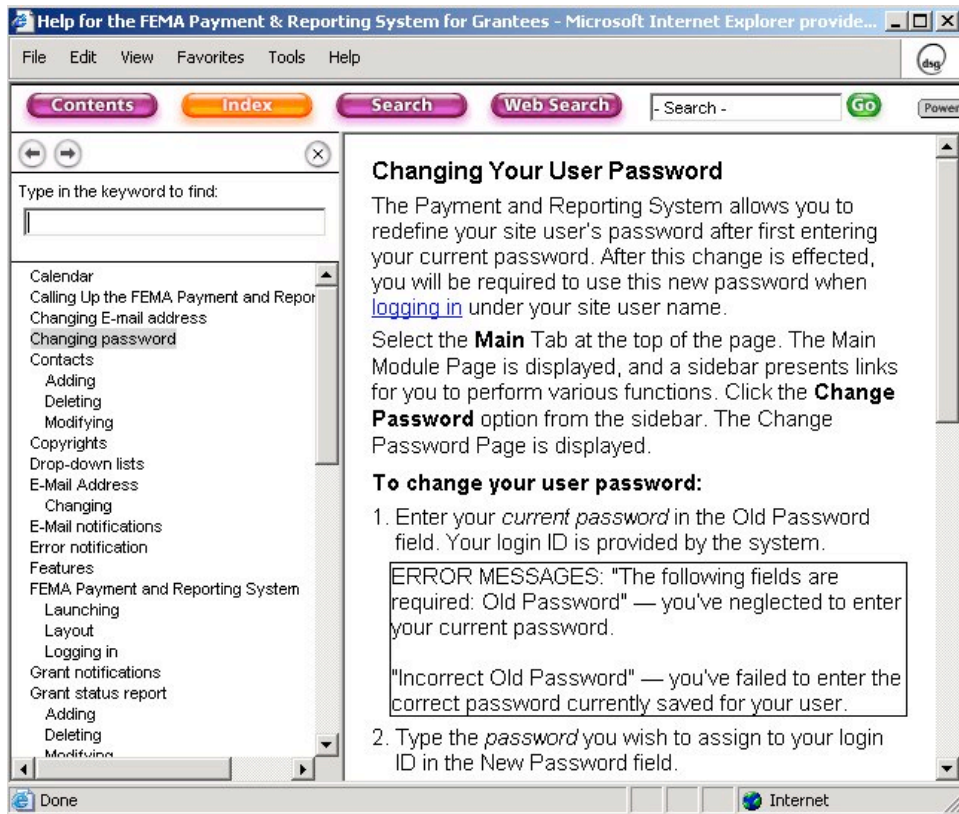 Help for the FEMA Payment & Reporting System for Grantees - Microsoft Internet Explorer provide...
File Edit View Favorites Tools Help
dsg
Contents Index Search Web Search - Search - Go Power
Type in the keyword to find:
Calendar
Calling Up the FEMA Payment and Repor
Changing E-mail address
Changing password
Contacts
Adding
Deleting
Modifying
Copyrights
Drop-down lists
E-Mail Address
Changing
E-Mail notifications
Error notification
Features
FEMA Payment and Reporting System
Launching
Layout
Logging in
Grant notifications
Grant status report
Adding
Deleting
Modifying
Changing Your User Password
The Payment and Reporting System allows you to
redefine your site user's password after first entering
your current password. After this change is effected,
you will be required to use this new password when
logging in under your site user name.
Select the Main Tab at the top of the page. The Main
Module Page is displayed, and a sidebar presents links
for you to perform various functions. Click the Change
Password option from the sidebar. The Change
Password Page is displayed.
To change your user password:
1. Enter your current password in the Old Password
field. Your login ID is provided by the system.
ERROR MESSAGES: "The following fields are
required: Old Password" — you've neglected to enter
your current password.
"Incorrect Old Password" — you've failed to enter the
correct password currently saved for your user.
2. Type the password you wish to assign to your login
ID in the New Password field.
Done Internet